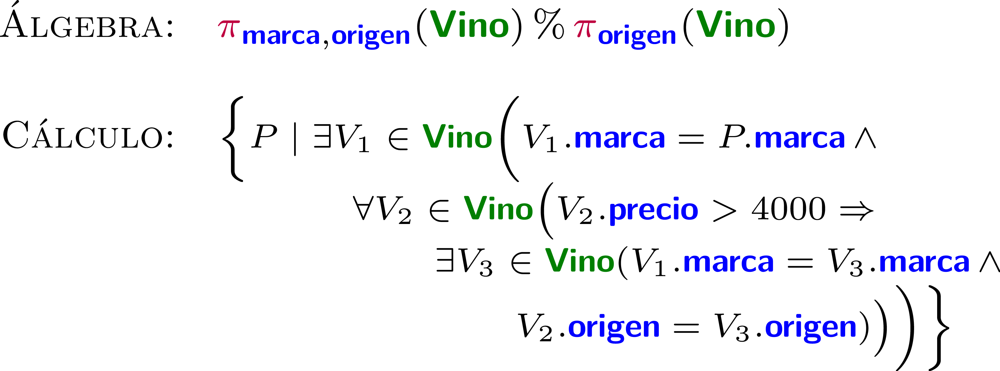 ÁLGEBRA: π marca,origen (Vino) % π origen (Vino)
CÁLCULO: { P | ∃V₁ ∈ Vino ( V₁.marca = P.marca ∧
∀V₂ ∈ Vino ( V₂.precio > 4000 ⇒
∃V₃ ∈ Vino(V₁.marca = V₃.marca ∧
V₂.origen = V₃.origen) ) ) }